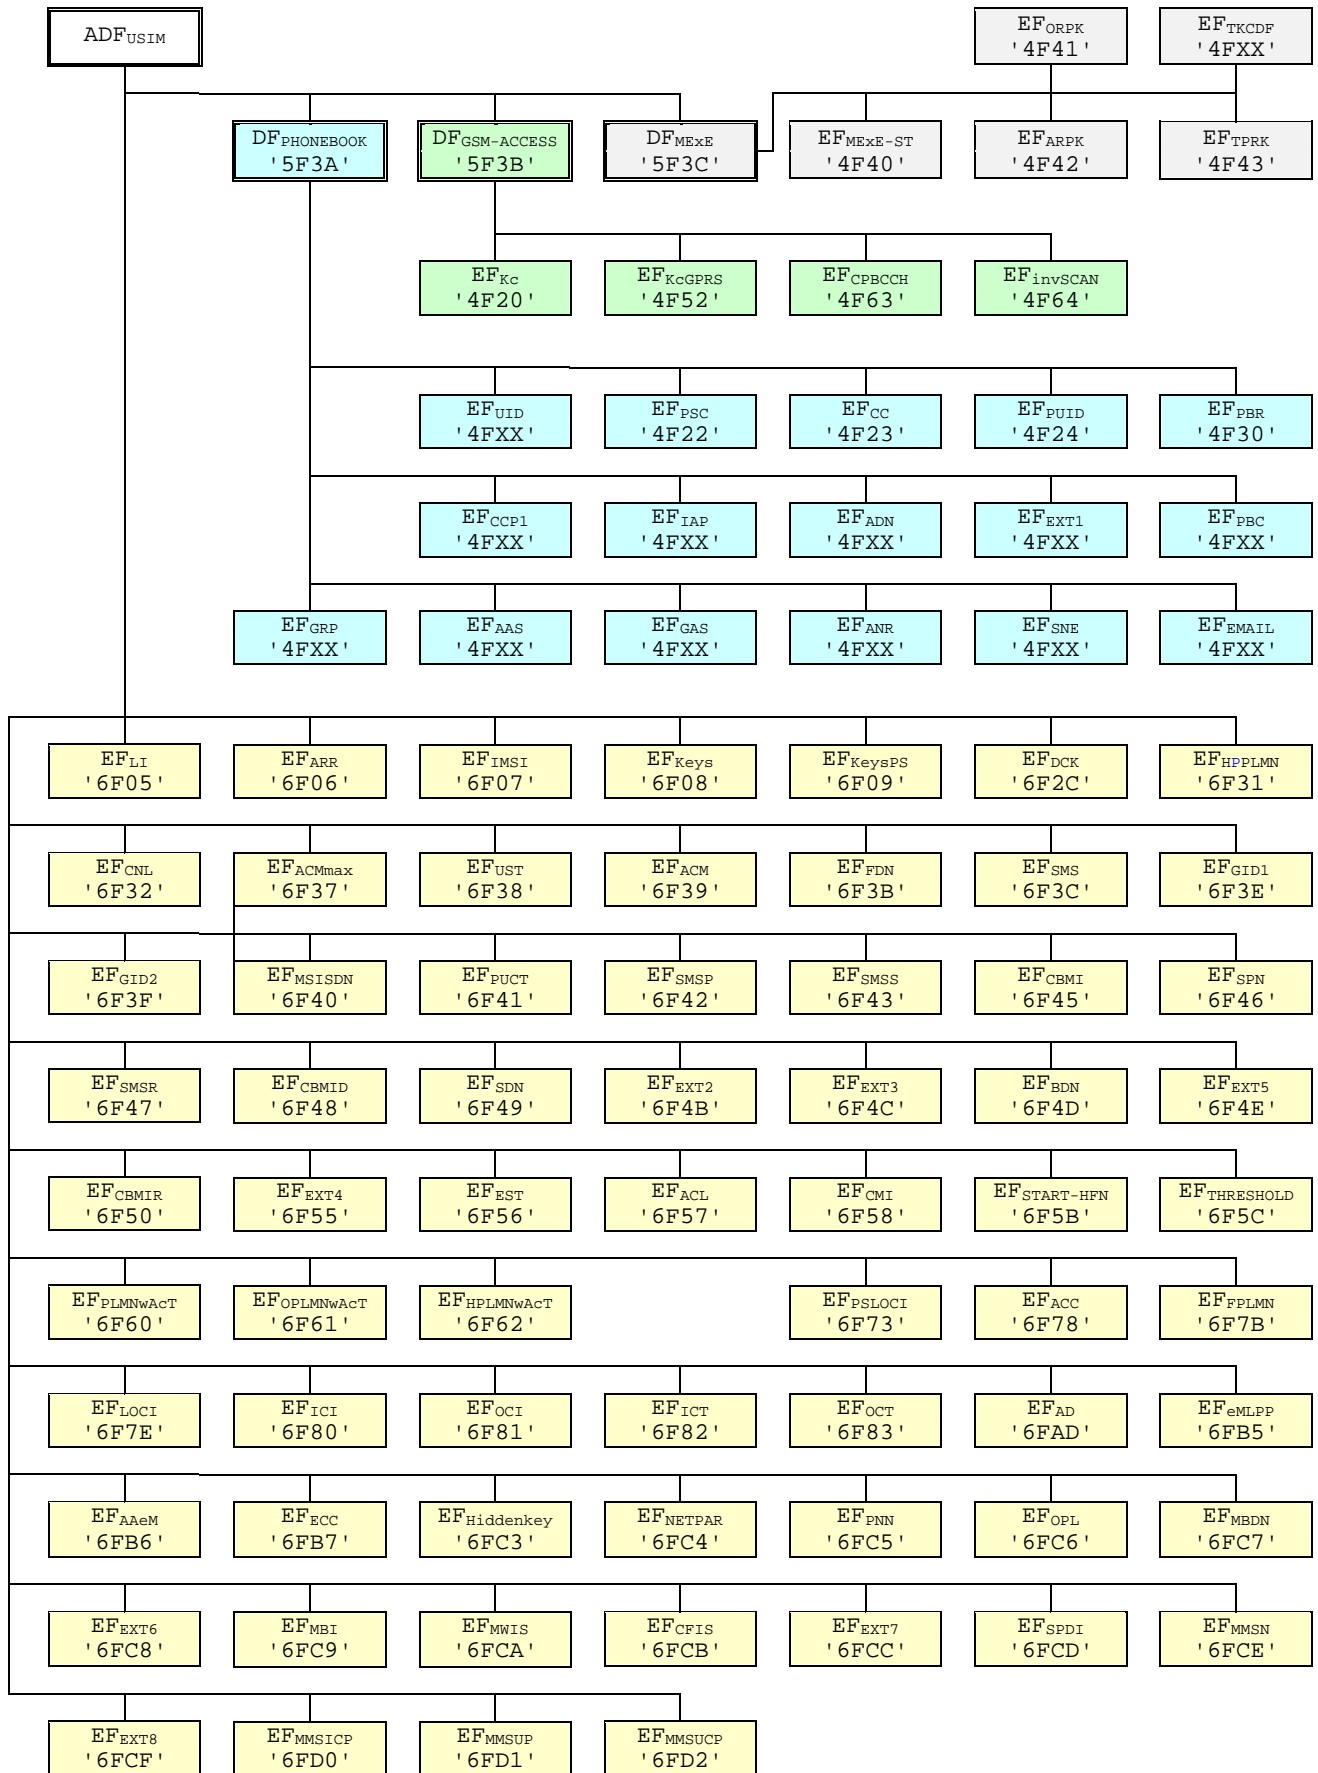 ADFUSIM
EFORPK
'4F41'
EFTKCDF
'4FXX'
DFPHONEBOOK
'5F3A'
DFGSM-ACCESS
'5F3B'
DFMExE
'5F3C'
EFMExE-ST
'4F40'
EFARPK
'4F42'
EFTPRK
'4F43'
EFKc
'4F20'
EFKcGPRS
'4F52'
EFCPBCCH
'4F63'
EFinvSCAN
'4F64'
EFUID
'4FXX'
EFPSC
'4F22'
EFCC
'4F23'
EFPUID
'4F24'
EFPBR
'4F30'
EFCCP1
'4FXX'
EFIAP
'4FXX'
EFADN
'4FXX'
EFEXT1
'4FXX'
EFPBC
'4FXX'
EFGRP
'4FXX'
EFAAS
'4FXX'
EFGAS
'4FXX'
EFANR
'4FXX'
EFSNE
'4FXX'
EFEMAIL
'4FXX'
EFLI
'6F05'
EFARR
'6F06'
EFIMSI
'6F07'
EFKeys
'6F08'
EFKeysPS
'6F09'
EFDCK
'6F2C'
EFHPPLMN
'6F31'
EFCNL
'6F32'
EFACMmax
'6F37'
EFUST
'6F38'
EFACM
'6F39'
EFFDN
'6F3B'
EFSMS
'6F3C'
EFGID1
'6F3E'
EFGID2
'6F3F'
EFMSISDN
'6F40'
EFPUCT
'6F41'
EFSMSP
'6F42'
EFSMSS
'6F43'
EFCBMI
'6F45'
EFSPN
'6F46'
EFSMSR
'6F47'
EFCBMID
'6F48'
EFSDN
'6F49'
EFEXT2
'6F4B'
EFEXT3
'6F4C'
EFBDN
'6F4D'
EFEXT5
'6F4E'
EFCBMIR
'6F50'
EFEXT4
'6F55'
EFEST
'6F56'
EFACL
'6F57'
EFCMI
'6F58'
EFSTART-HFN
'6F5B'
EFTHRESHOLD
'6F5C'
EFPLMNwAcT
'6F60'
EFOPLMNwAcT
'6F61'
EFHPLMNwAcT
'6F62'
EFPSLOCI
'6F73'
EFACC
'6F78'
EFFPLMN
'6F7B'
EFLOCI
'6F7E'
EFICI
'6F80'
EFOCI
'6F81'
EFICT
'6F82'
EFOCT
'6F83'
EFAD
'6FAD'
EFeMLPP
'6FB5'
EFAAeM
'6FB6'
EFECC
'6FB7'
EFHiddenkey
'6FC3'
EFNETPAR
'6FC4'
EFPNN
'6FC5'
EFOPL
'6FC6'
EFMBDN
'6FC7'
EFEXT6
'6FC8'
EFMBI
'6FC9'
EFMWIS
'6FCA'
EFCFIS
'6FCB'
EFEXT7
'6FCC'
EFSPDI
'6FCD'
EFMMSN
'6FCE'
EFEXT8
'6FCF'
EFMMSICP
'6FD0'
EFMMSUP
'6FD1'
EFMMSUCP
'6FD2'